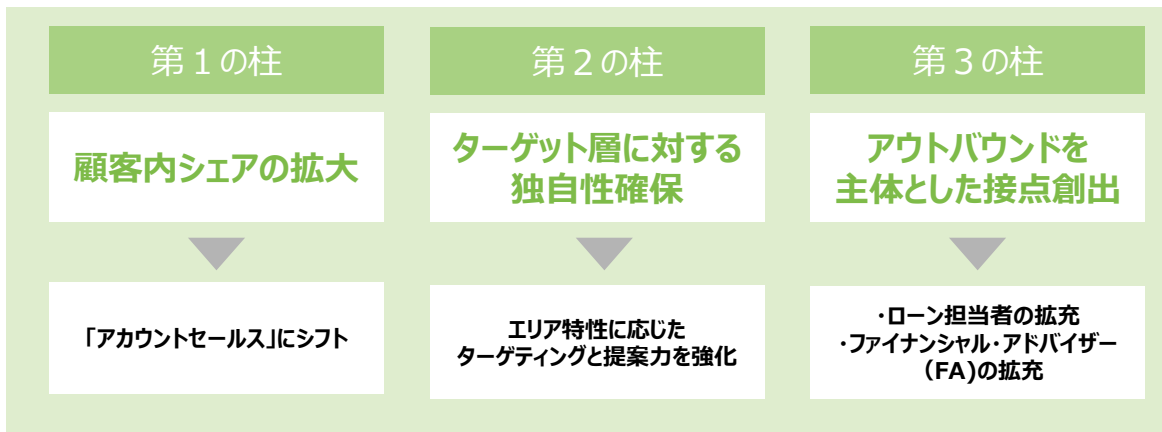 第１の柱
顧客内シェアの拡大
「アカウントセールス」にシフト
第２の柱
ターゲット層に対する
独自性確保
エリア特性に応じた
ターゲティングと提案力を強化
第３の柱
アウトバウンドを
主体とした接点創出
・ローン担当者の拡充
・ファイナンシャル・アドバイザー
（FA)の拡充